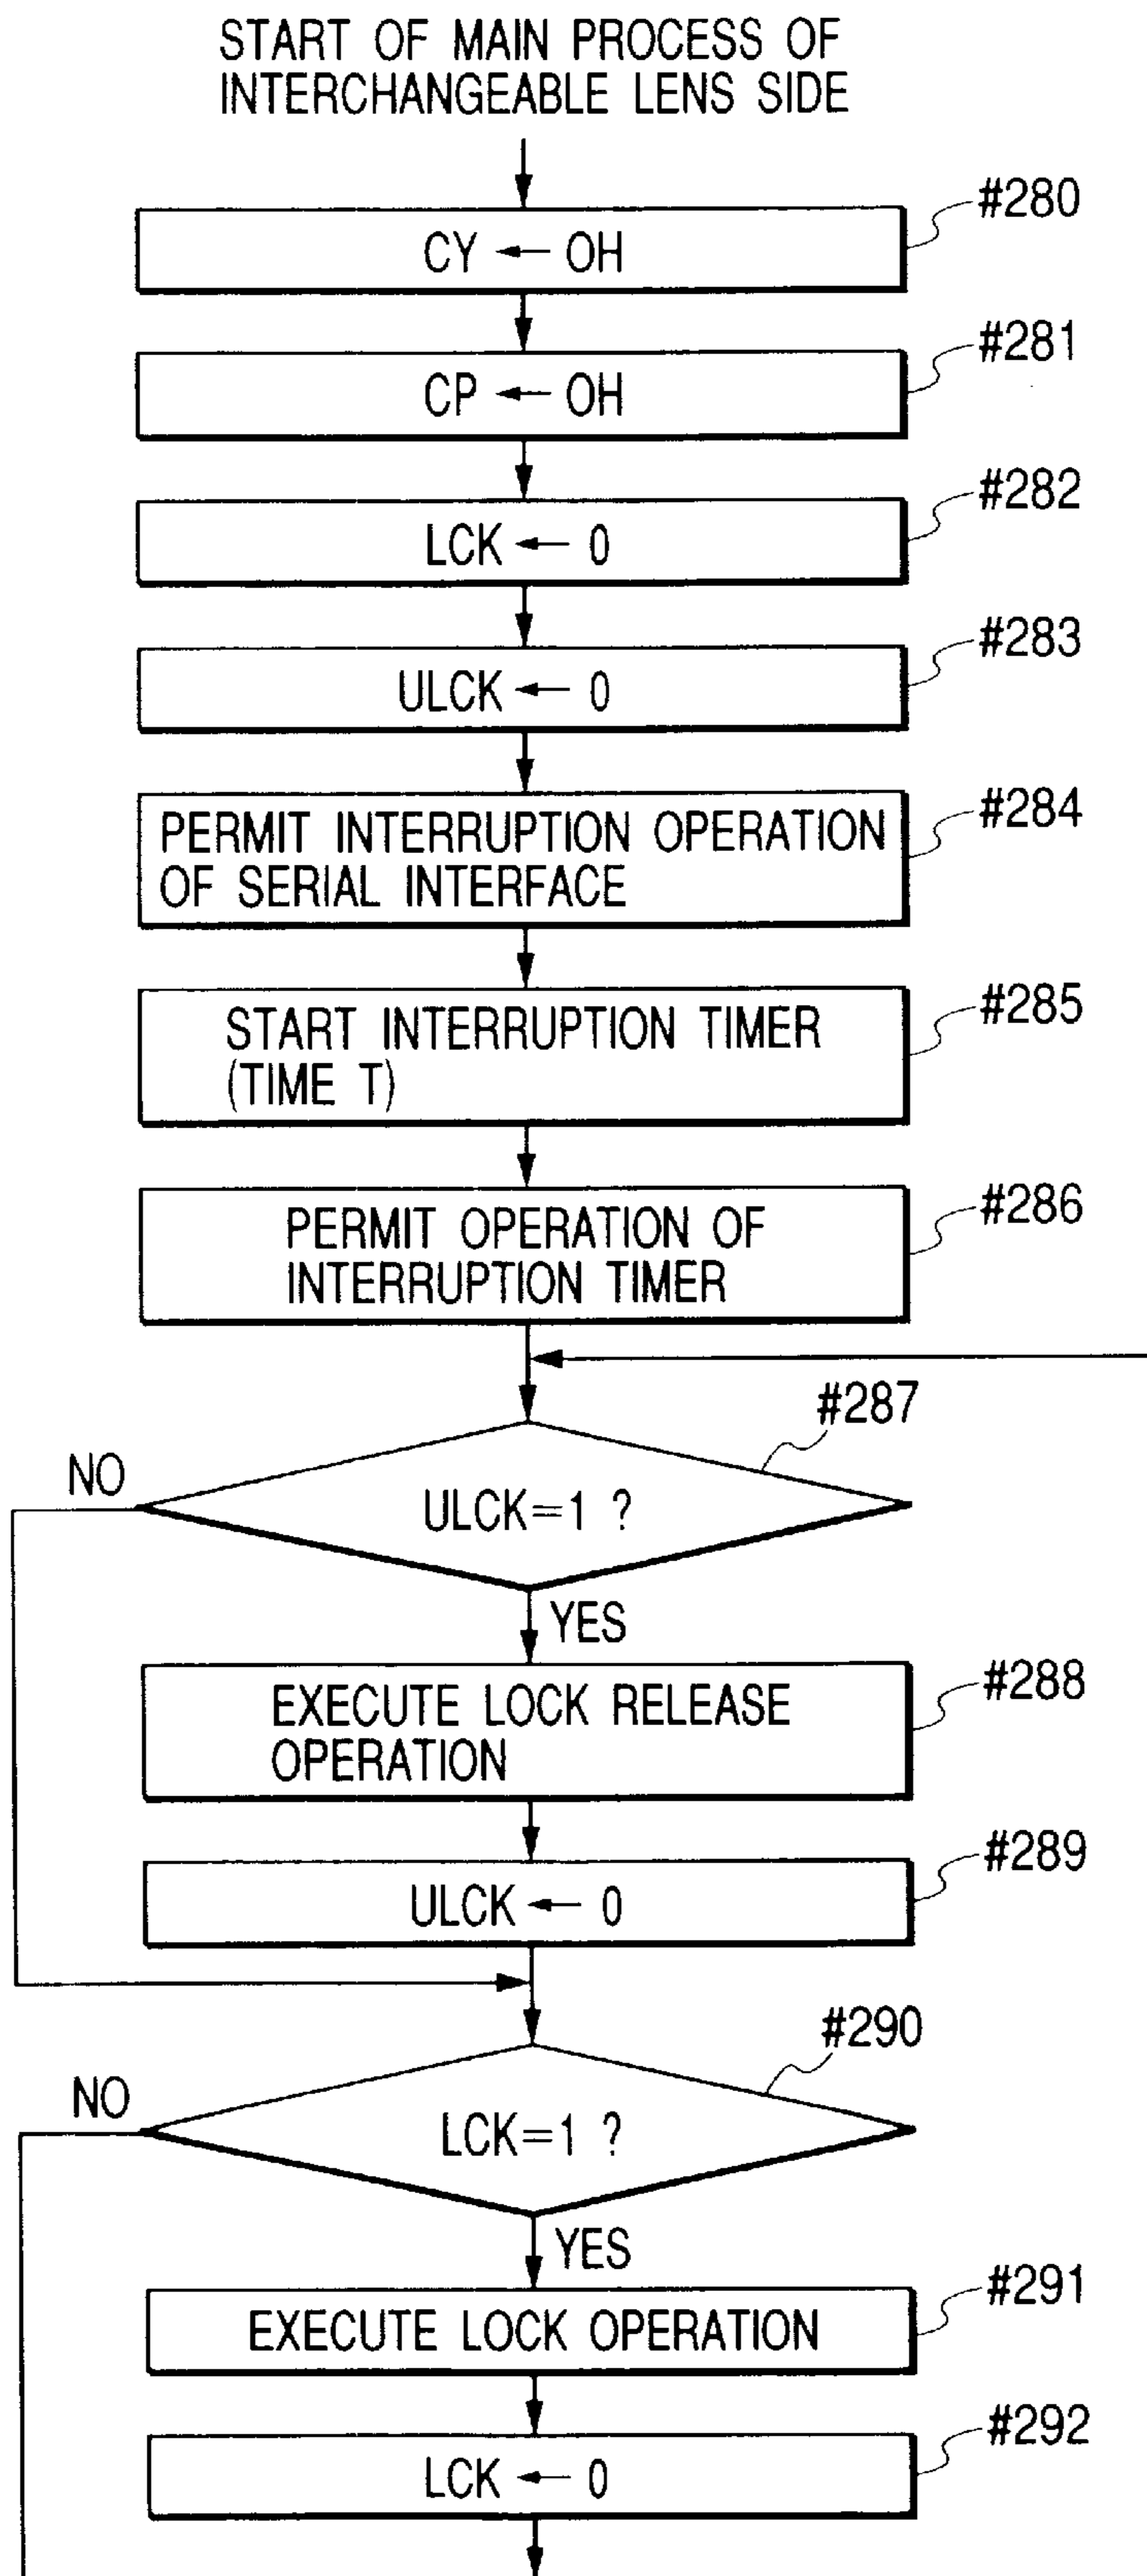 START OF MAIN PROCESS OF
INTERCHANGEABLE LENS SIDE
#280
CY ← OH
#281
CP ← OH
#282
LCK ← 0
#283
ULCK ← 0
#284
PERMIT INTERRUPTION OPERATION
OF SERIAL INTERFACE
#285
START INTERRUPTION TIMER
(TIME T)
#286
PERMIT OPERATION OF
INTERRUPTION TIMER
#287
NO
ULCK=1 ?
YES
#288
EXECUTE LOCK RELEASE
OPERATION
#289
ULCK ← 0
#290
NO
LCK=1 ?
YES
#291
EXECUTE LOCK OPERATION
#292
LCK ← 0